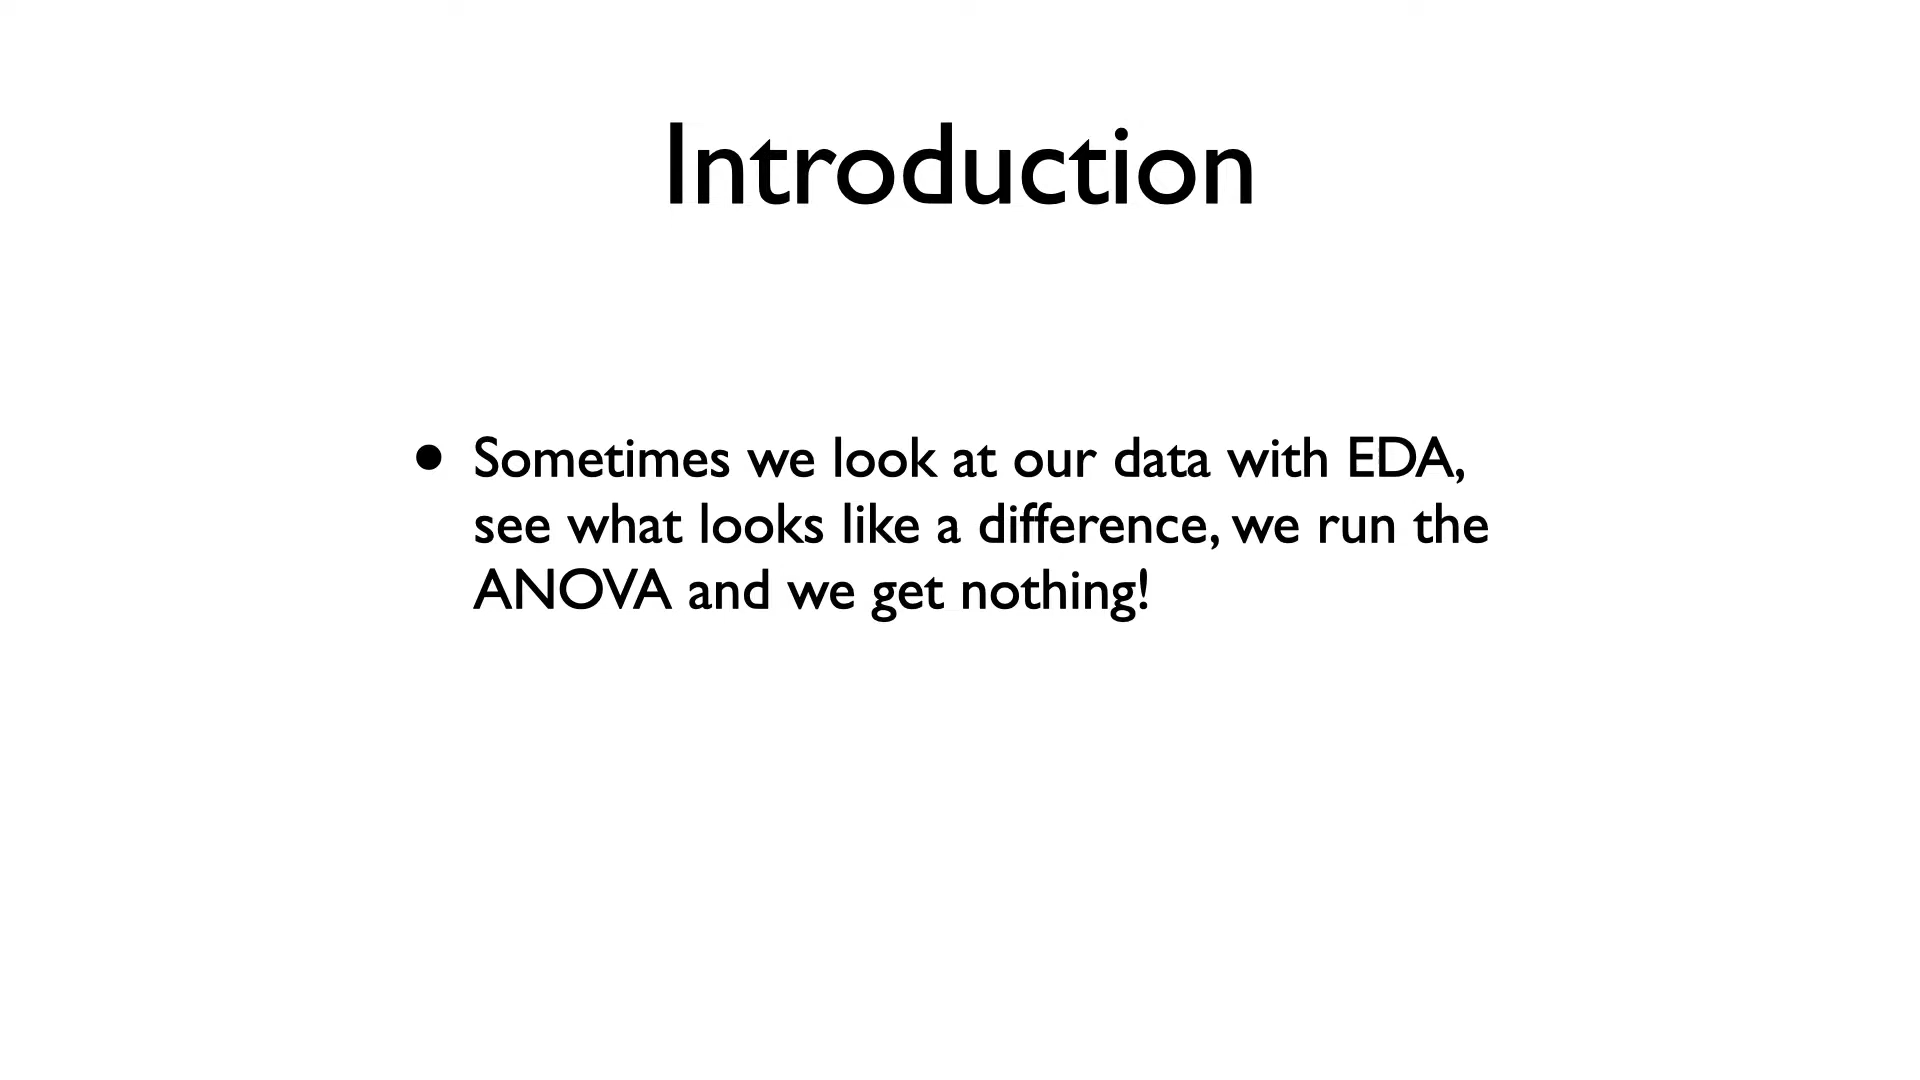 Introduction
• Sometimes we look at our data with EDA,
see what looks like a difference, we run the
ANOVA and we get nothing!